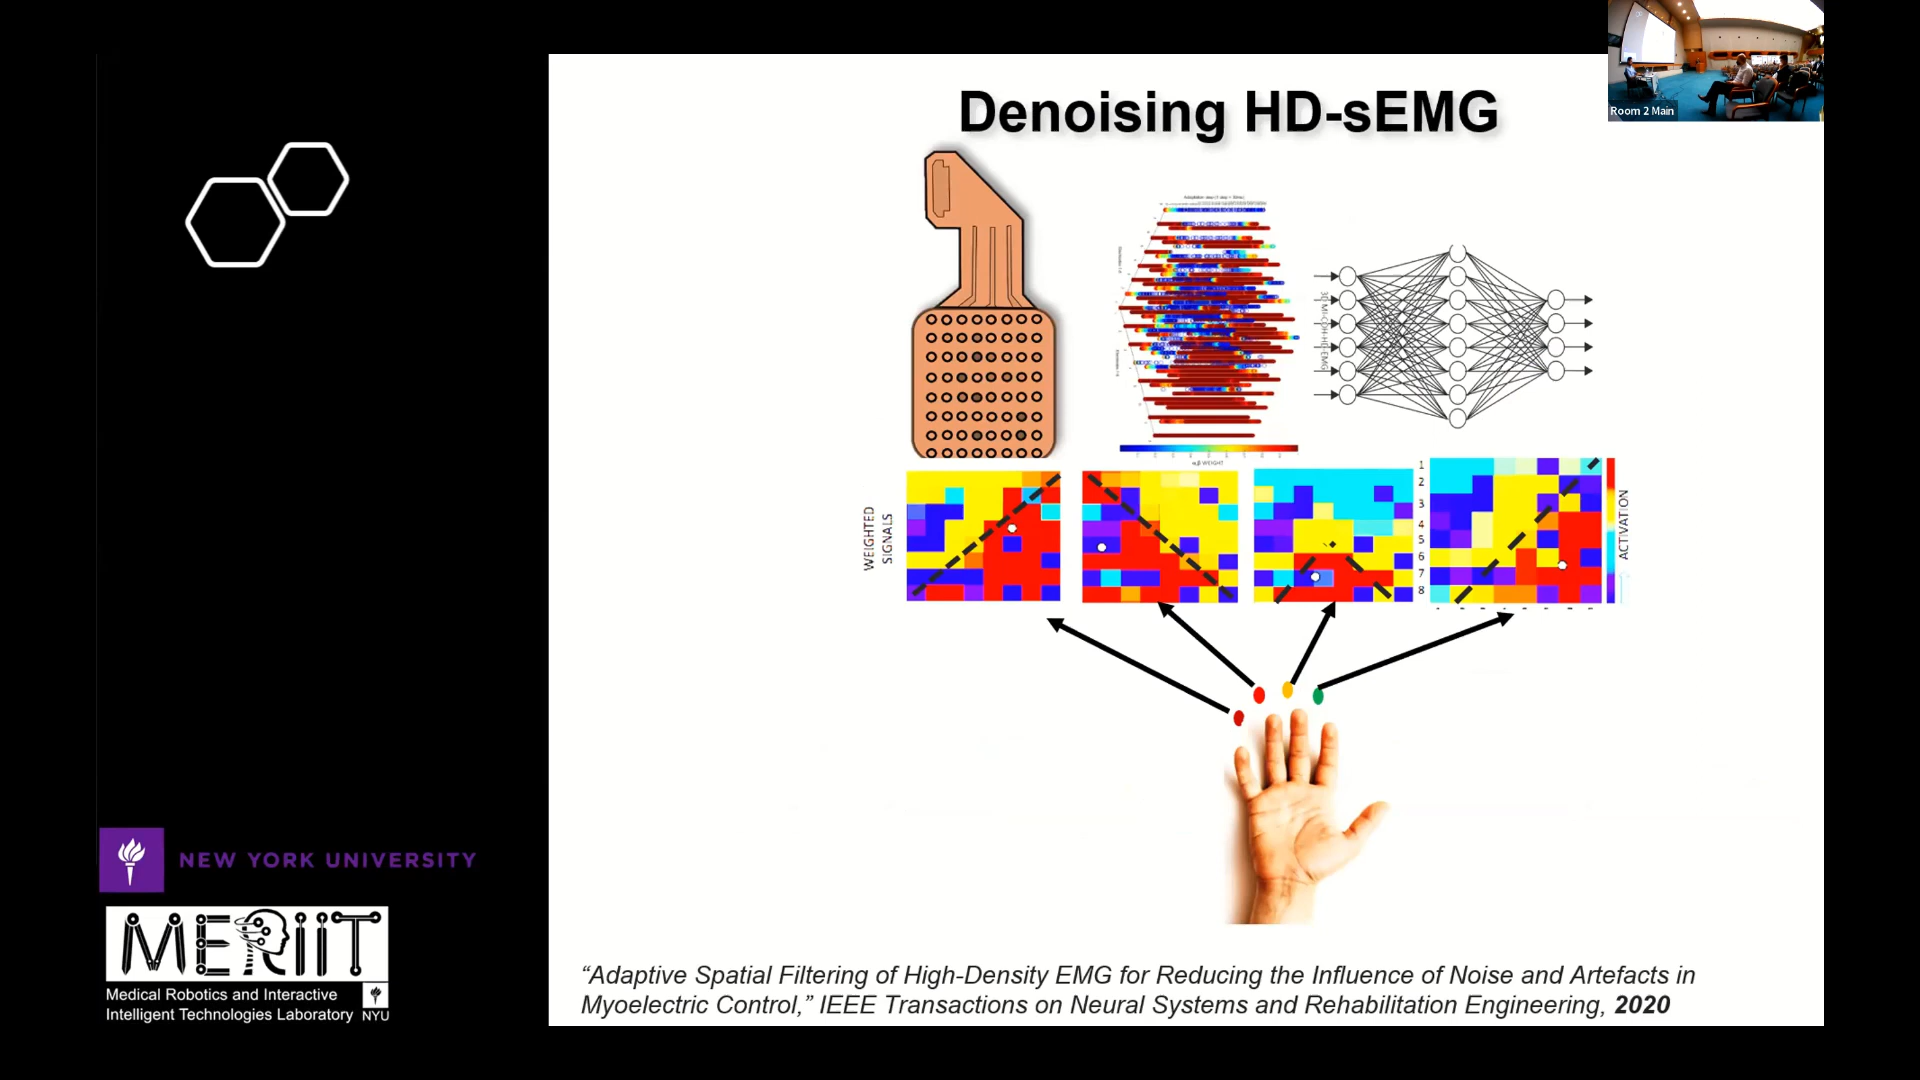 Room 2 Main
Denoising HD-sEMG
WEIGHTED
SIGNALS
1
2
3
4
5
6
7
8
ACTIVATION
NEW YORK UNIVERSITY
MERIIT
Medical Robotics and Interactive
Intelligent Technologies Laboratory
NYU
“Adaptive Spatial Filtering of High-Density EMG for Reducing the Influence of Noise and Artefacts in
Myoelectric Control,” IEEE Transactions on Neural Systems and Rehabilitation Engineering, 2020